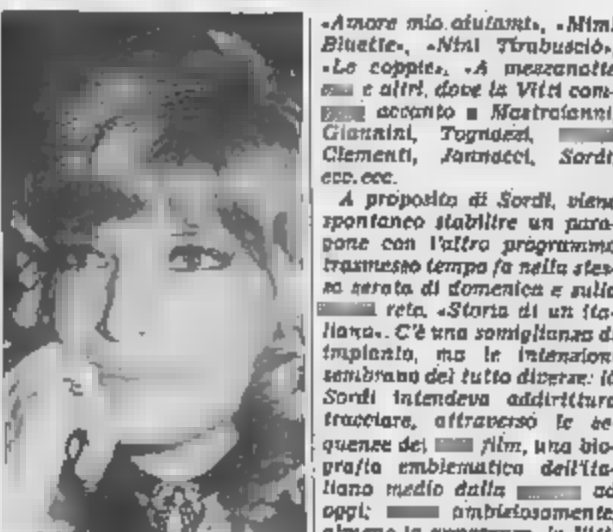 «Amore mio aiutami», «Mimì
Bluette», «Ninì Tirabusciò»,
«Le coppie», «A mezzanotte
e altri, dove la Vitti com-
accanto Mastroianni,
Giannini, Tognazzi,
Clementi, Jannacci, Sordi
ecc. ecc.
A proposito di Sordi, viene
spontaneo stabilire un para-
gone con l'altro programma
trasmesso tempo fa nella stes-
sa serata di domenica e sulla
rete, «Storia di un ita-
liano». C'è una somiglianza di
impianto, ma le intenzioni
sembrano del tutto diverse: là
Sordi intendeva addirittura
tracciare, attraverso le se-
quenze dei film, una bio-
grafia emblematica dell'ita-
liano medio dalla ad
oggi; ambiziosamente